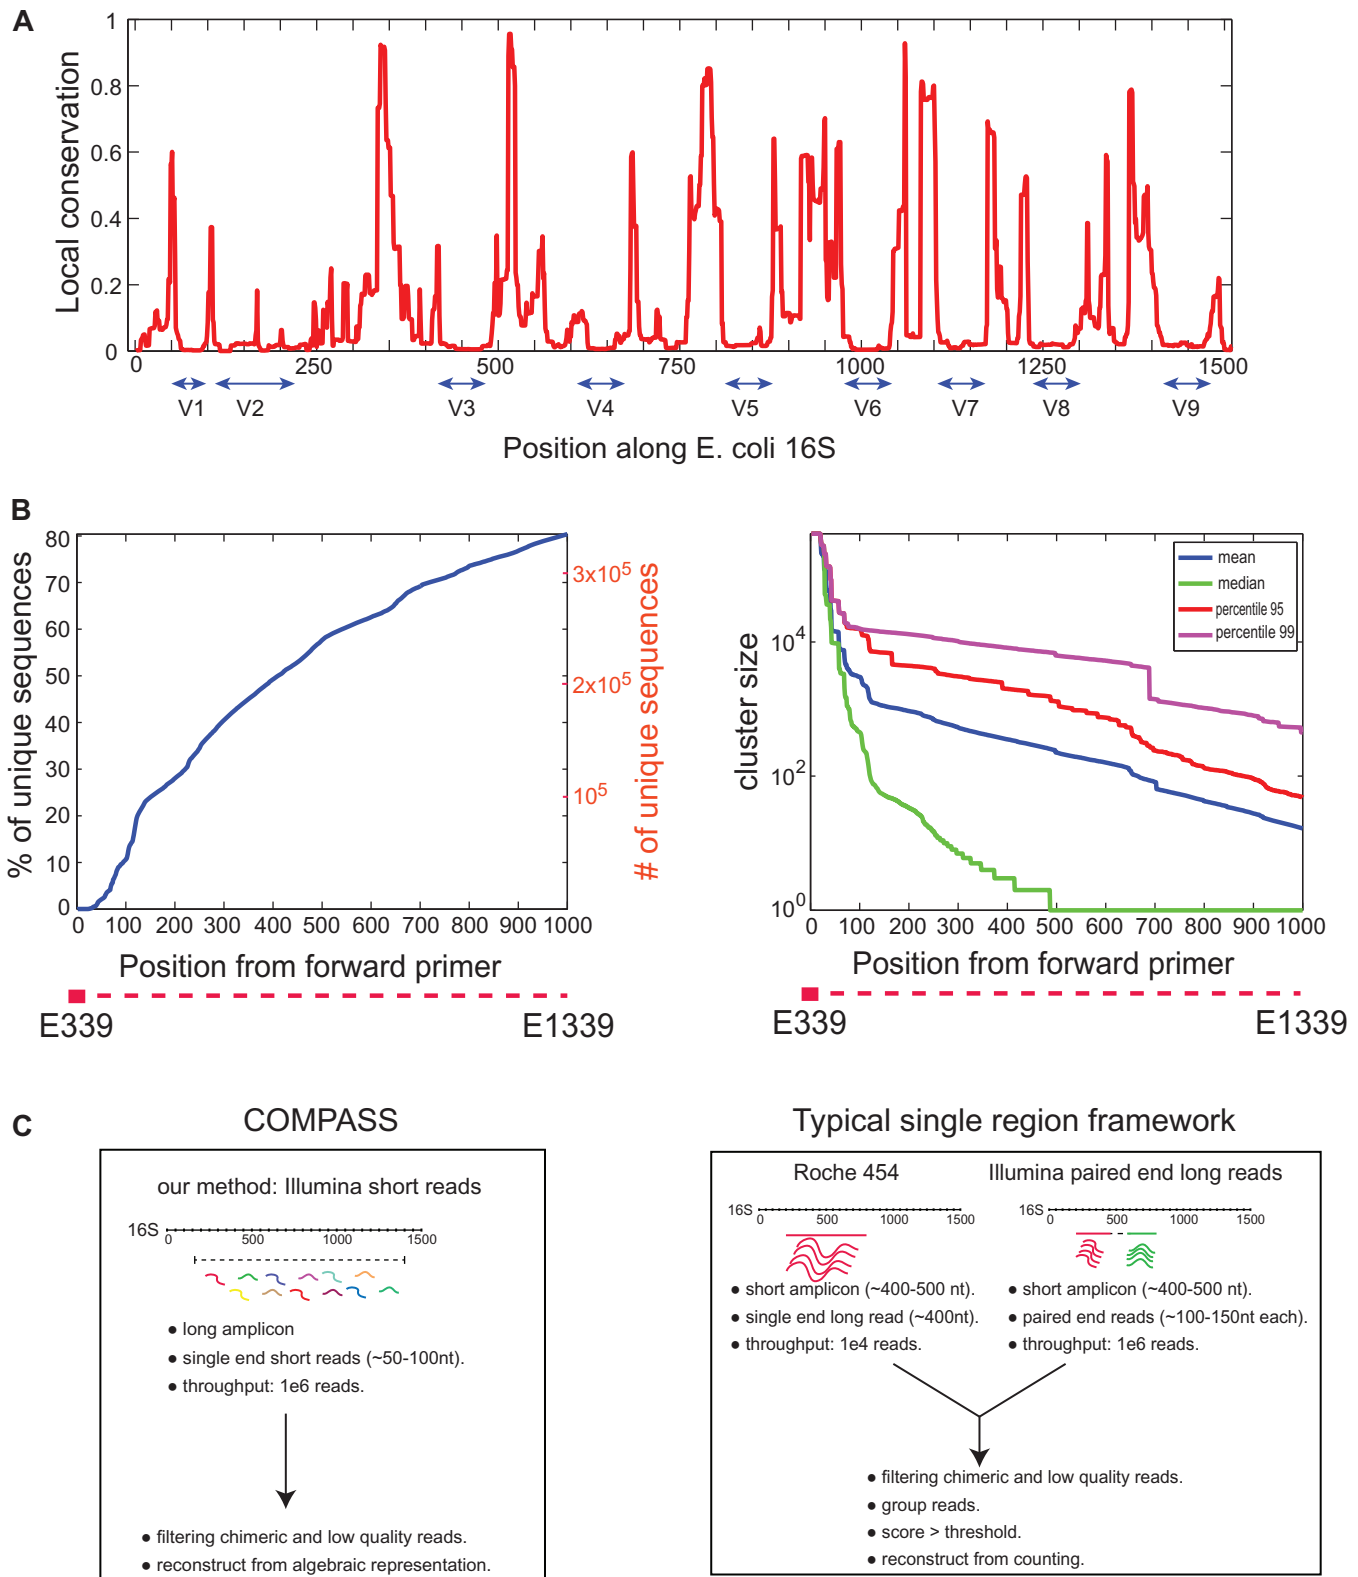 A
Local conservation
1
0.8
0.6
0.4
0.2
0
0 250 500 750 1000 1250 1500
V1 V2 V3 V4 V5 V6 V7 V8 V9
Position along E. coli 16S
B
% of unique sequences
80
70
60
50
40
30
20
10
0
0 100 200 300 400 500 600 700 800 900 1000
3x10⁵
2x10⁵
10⁵
# of unique sequences
Position from forward primer
E339 E1339
cluster size
10⁴
10²
10⁰
mean
median
percentile 95
percentile 99
0 100 200 300 400 500 600 700 800 900 1000
Position from forward primer
E339 E1339
C
COMPASS
our method: Illumina short reads
16S
0 500 1000 1500
● long amplicon
● single end short reads (~50-100nt).
● throughput: 1e6 reads.
● filtering chimeric and low quality reads.
● reconstruct from algebraic representation.
Typical single region framework
Roche 454
16S
0 500 1000 1500
● short amplicon (~400-500 nt).
● single end long read (~400nt).
● throughput: 1e4 reads.
Illumina paired end long reads
16S
0 500 1000 1500
● short amplicon (~400-500 nt).
● paired end reads (~100-150nt each).
● throughput: 1e6 reads.
● filtering chimeric and low quality reads.
● group reads.
● score > threshold.
● reconstruct from counting.